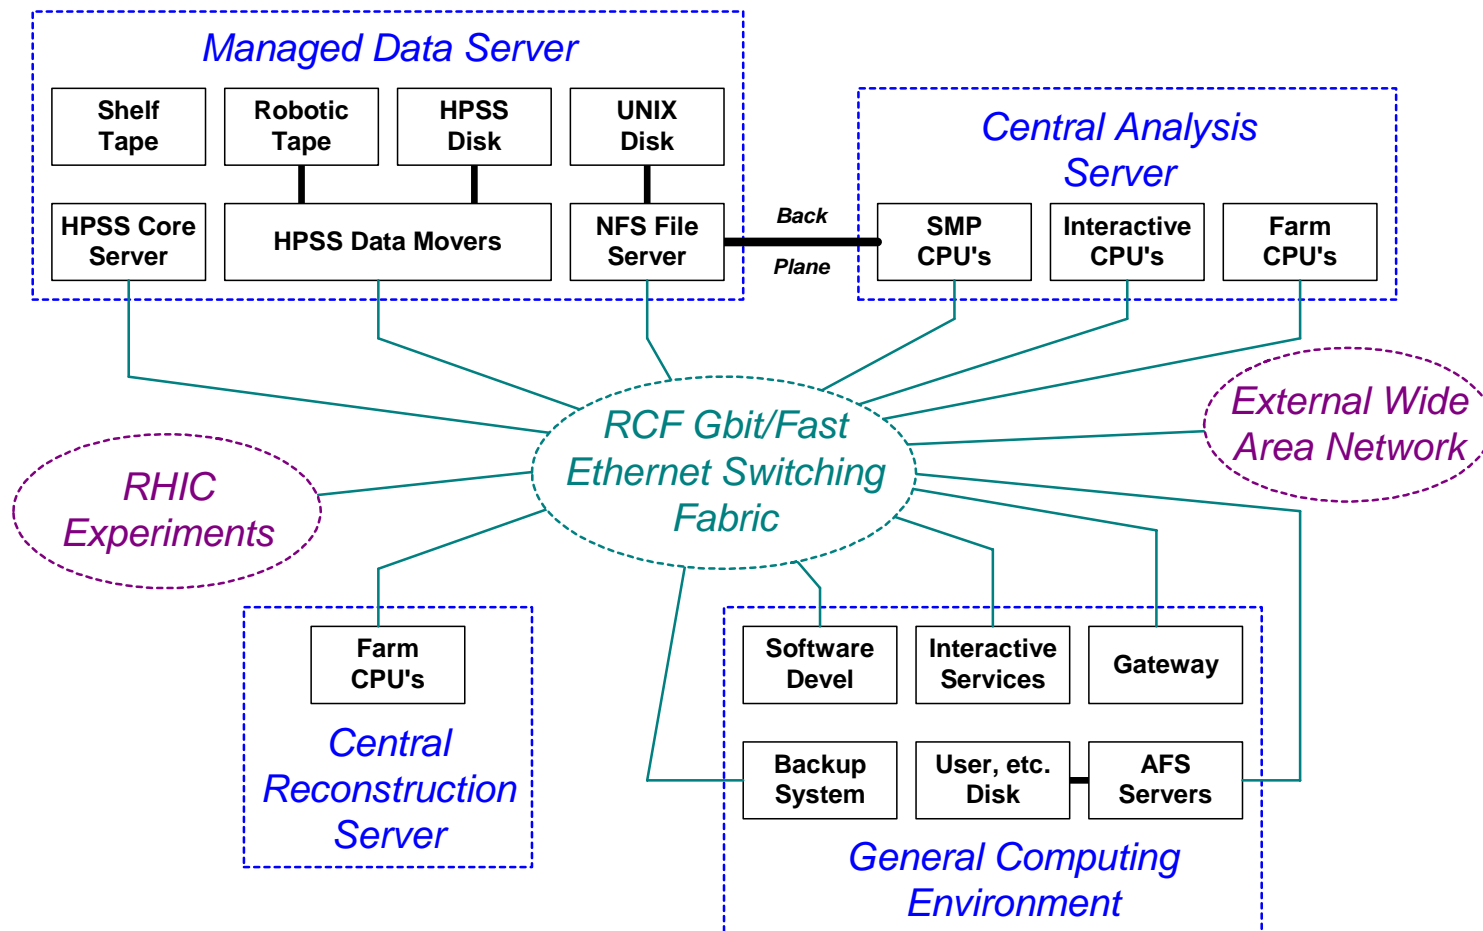 Managed Data Server
Shelf
Tape
Robotic
Tape
HPSS
Disk
UNIX
Disk
HPSS Core
Server
HPSS Data Movers
NFS File
Server
Back
Plane
Central Analysis
Server
SMP
CPU's
Interactive
CPU's
Farm
CPU's
RCF Gbit/Fast
Ethernet Switching
Fabric
External Wide
Area Network
RHIC
Experiments
Farm
CPU's
Central
Reconstruction
Server
Software
Devel
Interactive
Services
Gateway
Backup
System
User, etc.
Disk
AFS
Servers
General Computing
Environment